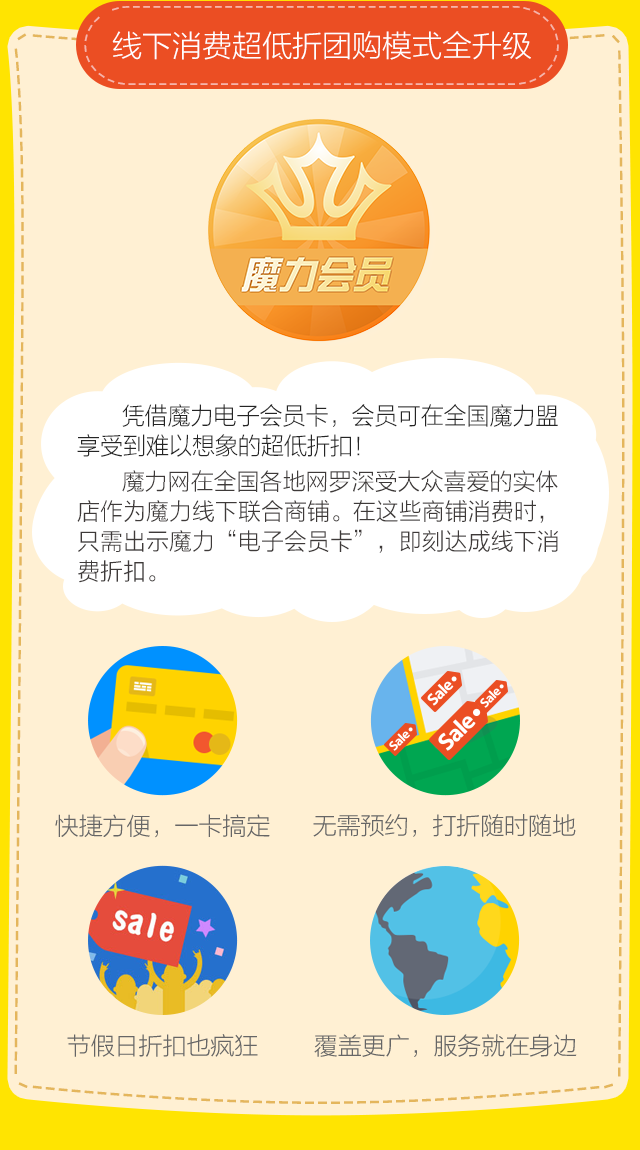 线下消费超低折团购模式全升级
魔力会员
凭借魔力电子会员卡，会员可在全国魔力盟
享受到难以想象的超低折扣！
魔力网在全国各地网罗深受大众喜爱的实体
店作为魔力线下联合商铺。在这些商铺消费时，
只需出示魔力“电子会员卡”，即刻达成线下消
费折扣。
Sale
Sale
Sale
Sale
快捷方便，一卡搞定
无需预约，打折随时随地
sale
节假日折扣也疯狂
覆盖更广，服务就在身边